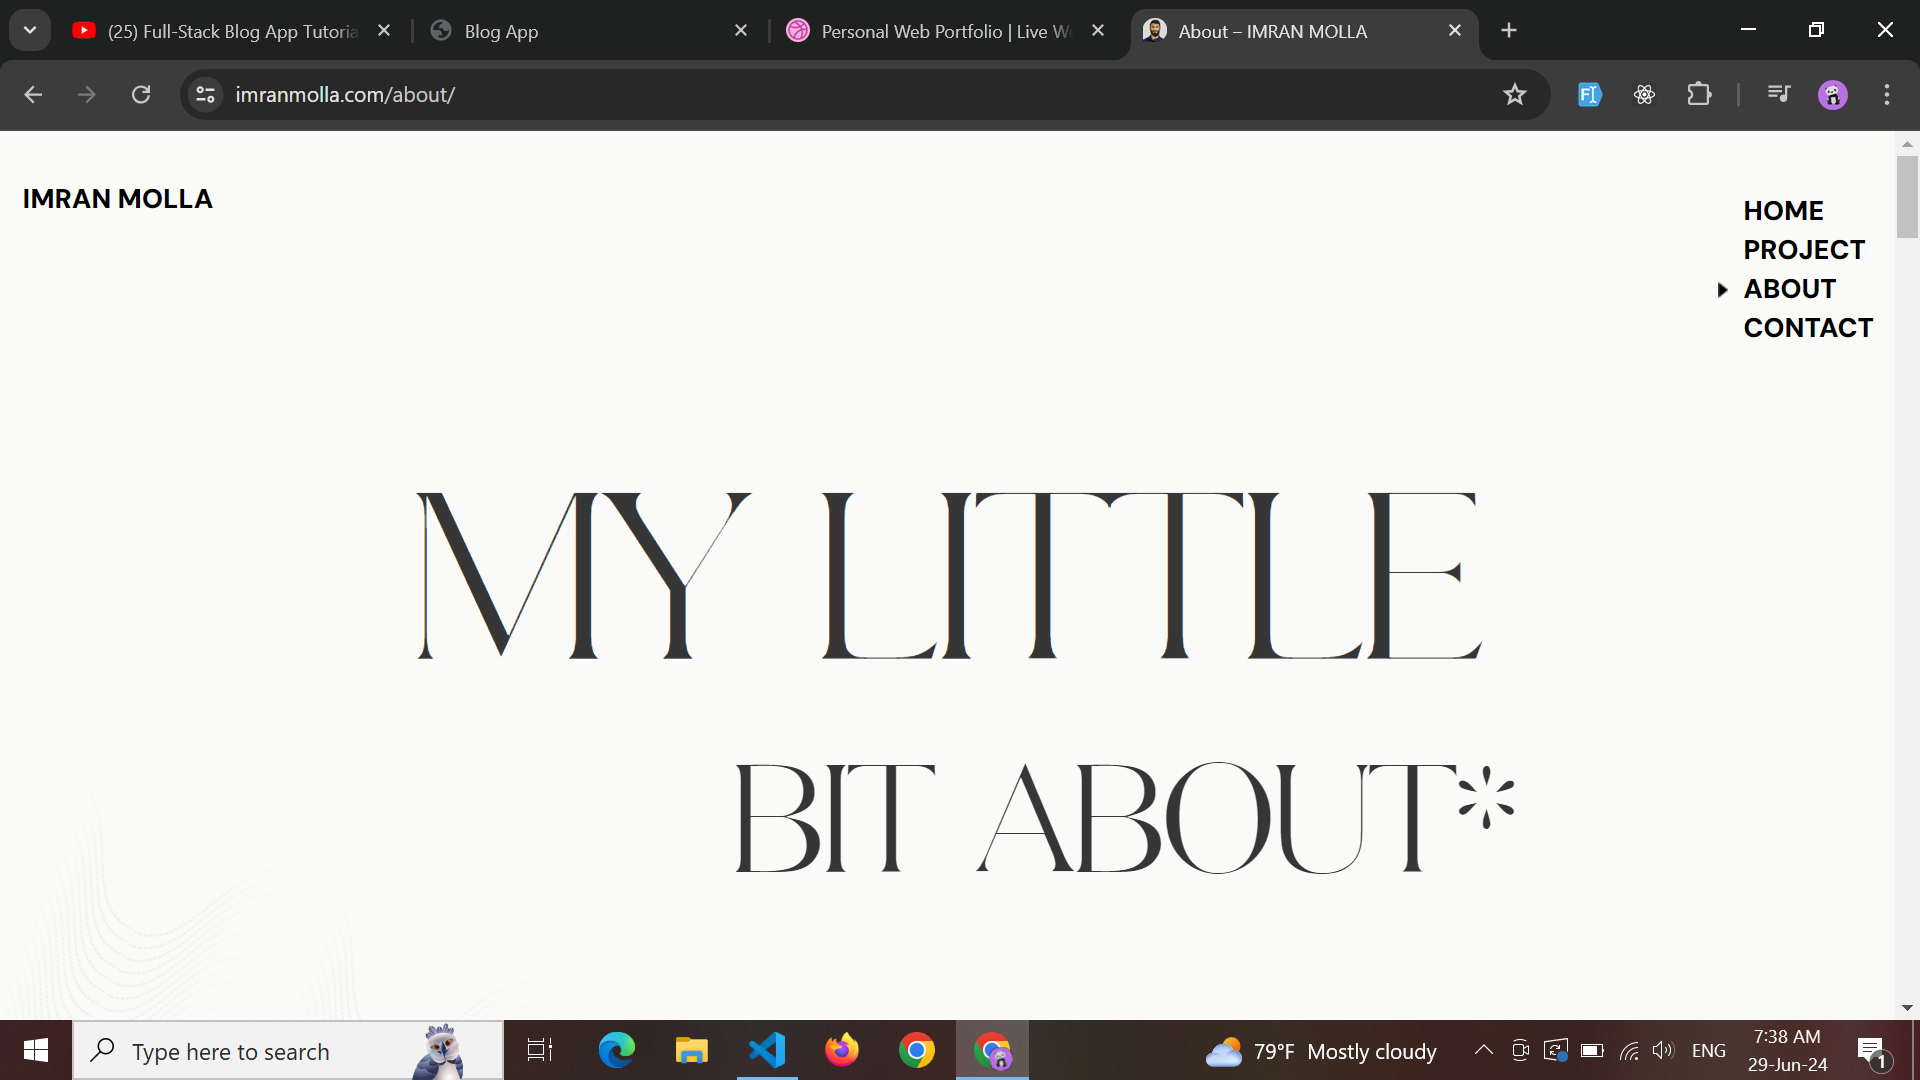 (25) Full-Stack Blog App Tutoria
Blog App
Personal Web Portfolio | Live W
About – IMRAN MOLLA
imranmolla.com/about/
IMRAN MOLLA
HOME
PROJECT
ABOUT
CONTACT
MY LITTLE
BIT ABOUT*
Type here to search
79°F Mostly cloudy
ENG
7:38 AM
29-Jun-24
1